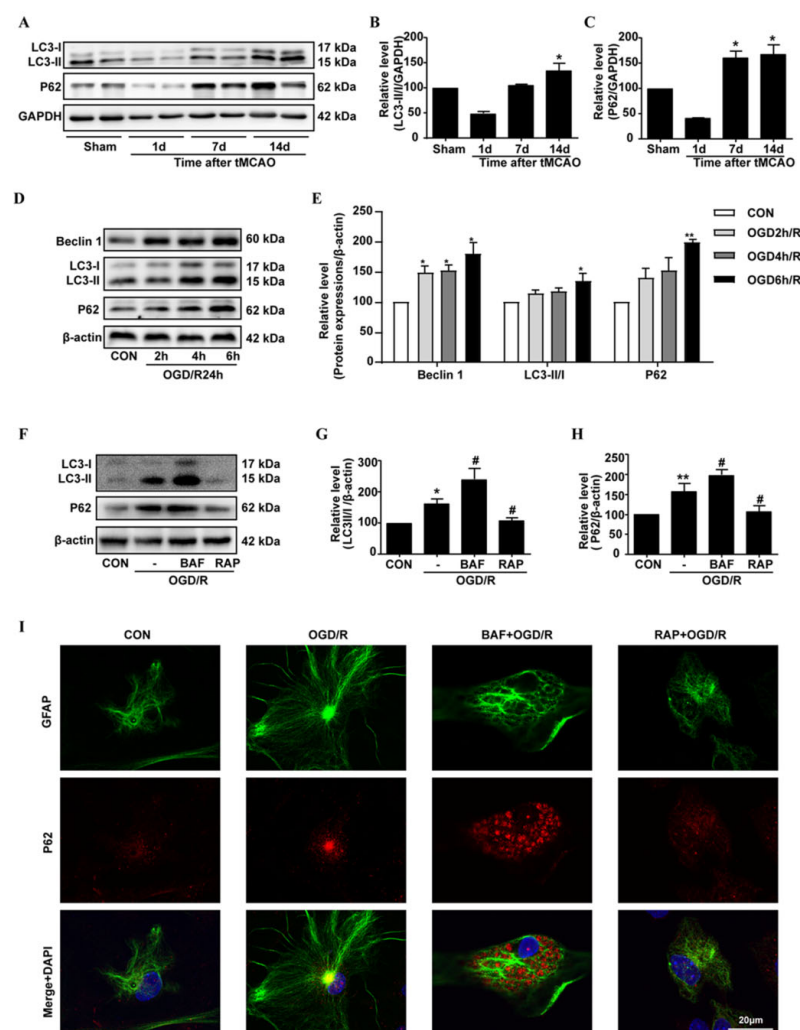 A
LC3-I
LC3-II
17 kDa
15 kDa
P62
62 kDa
GAPDH
42 kDa
Sham 1d 7d 14d
Time after tMCAO
B
Relative level
(LC3-II/I/GAPDH)
200
150
100
50
0
*
Sham 1d 7d 14d
Time after tMCAO
C
Relative level
(P62/GAPDH)
200
150
100
50
0
* *
Sham 1d 7d 14d
Time after tMCAO
D
Beclin 1
60 kDa
LC3-I
LC3-II
17 kDa
15 kDa
P62
62 kDa
β-actin
42 kDa
CON 2h 4h 6h
OGD/R24h
E
Relative level
(Protein expressions/β-actin)
250
200
150
100
50
0
* * *
*
**
Beclin 1 LC3-II/I P62
CON
OGD2h/R
OGD4h/R
OGD6h/R
F
LC3-I
LC3-II
17 kDa
15 kDa
P62
62 kDa
β-actin
42 kDa
CON - BAF RAP
OGD/R
G
Relative level
(LC3II/I /β-actin)
300
200
100
0
* # #
CON - BAF RAP
OGD/R
H
Relative level
( P62/β-actin)
250
200
150
100
50
0
** # #
CON - BAF RAP
OGD/R
I
CON OGD/R BAF+OGD/R RAP+OGD/R
GFAP
P62
Merge+DAPI
20μm